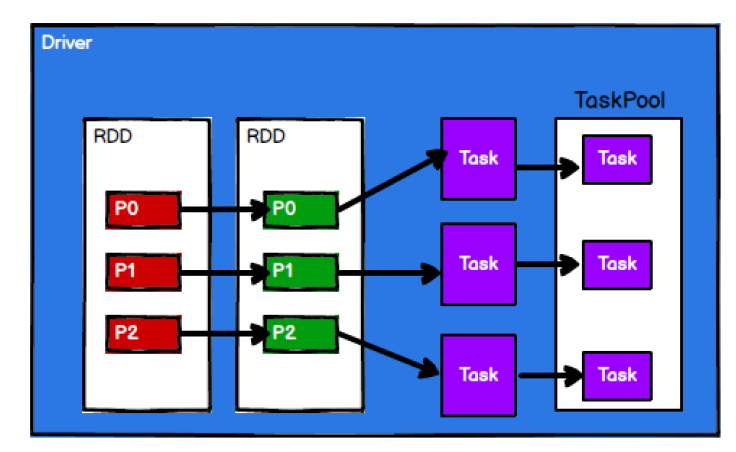 Driver
TaskPool
RDD
RDD
Task
Task
P0
P0
P1
P1
Task
Task
P2
P2
Task
Task